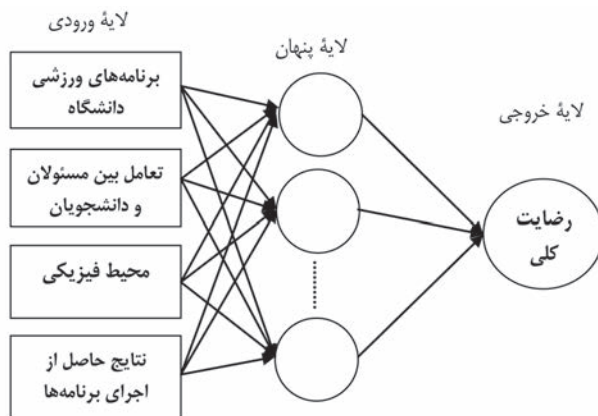 لایۀ ورودی
برنامه‌های ورزشی
دانشگاه
تعامل بین مسئولان
و دانشجویان
محیط فیزیکی
نتایج حاصل از
اجرای برنامه‌ها
لایۀ پنهان
لایۀ خروجی
رضایت
کلی